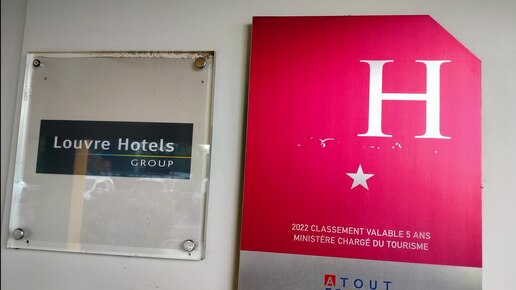 Louvre Hotels
GROUP
H
2022 CLASSEMENT VALABLE 5 ANS
MINISTÈRE CHARGÉ DU TOURISME
ATOUT